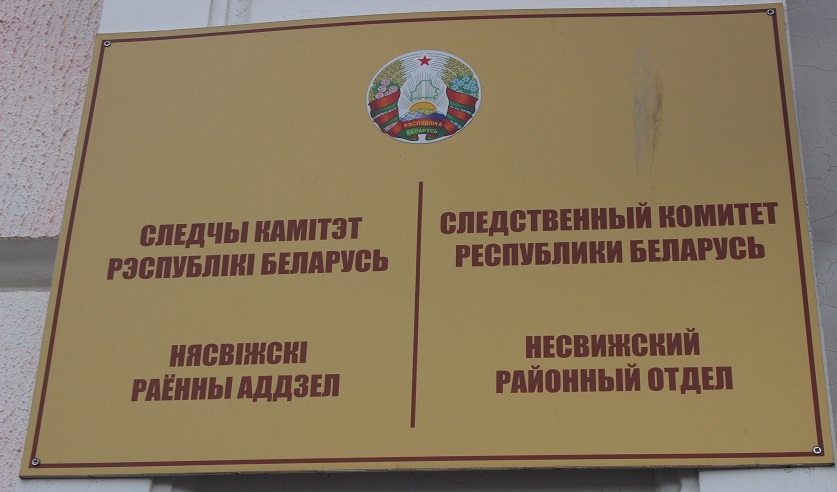 РЭСПУБЛІКА
БЕЛАРУСЬ
СЛЕДЧЫ КАМІТЭТ
РЭСПУБЛІКІ БЕЛАРУСЬ
НЯСВІЖСКІ
РАЁННЫ АДДЗЕЛ
СЛЕДСТВЕННЫЙ КОМИТЕТ
РЕСПУБЛИКИ БЕЛАРУСЬ
НЕСВИЖСКИЙ
РАЙОННЫЙ ОТДЕЛ